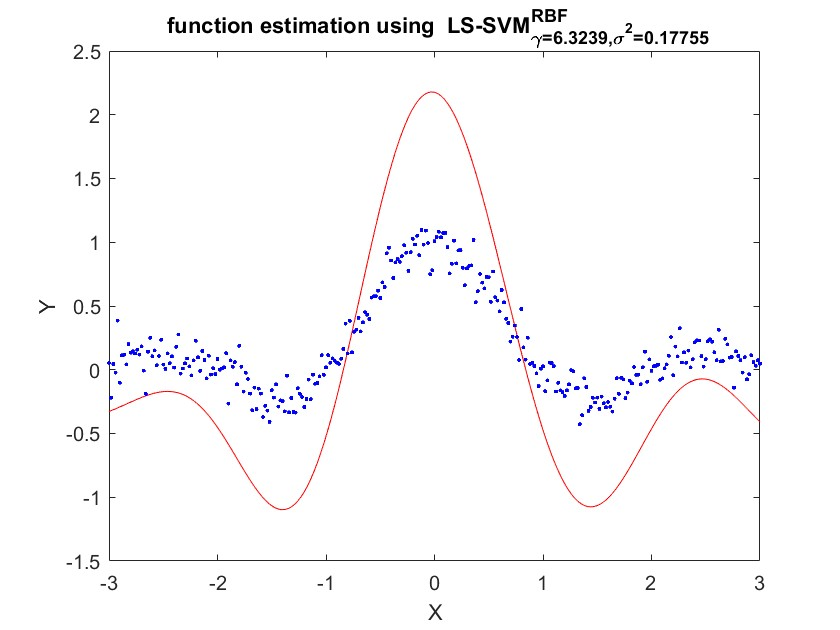 function estimation using LS-SVM RBF γ=6.3239,σ²=0.17755
2.5
2
1.5
1
0.5
0
-0.5
-1
-1.5
Y
-3 -2 -1 0 1 2 3
X